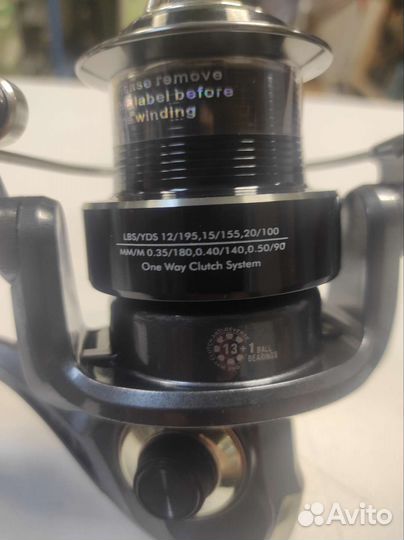 remove
label before
winding
LBS/YDS 12/195,15/155,20/100
MM/M 0.35/180,0.40/140,0.50/90
One Way Clutch System
13+1 BALL
BEARINGS
Avito